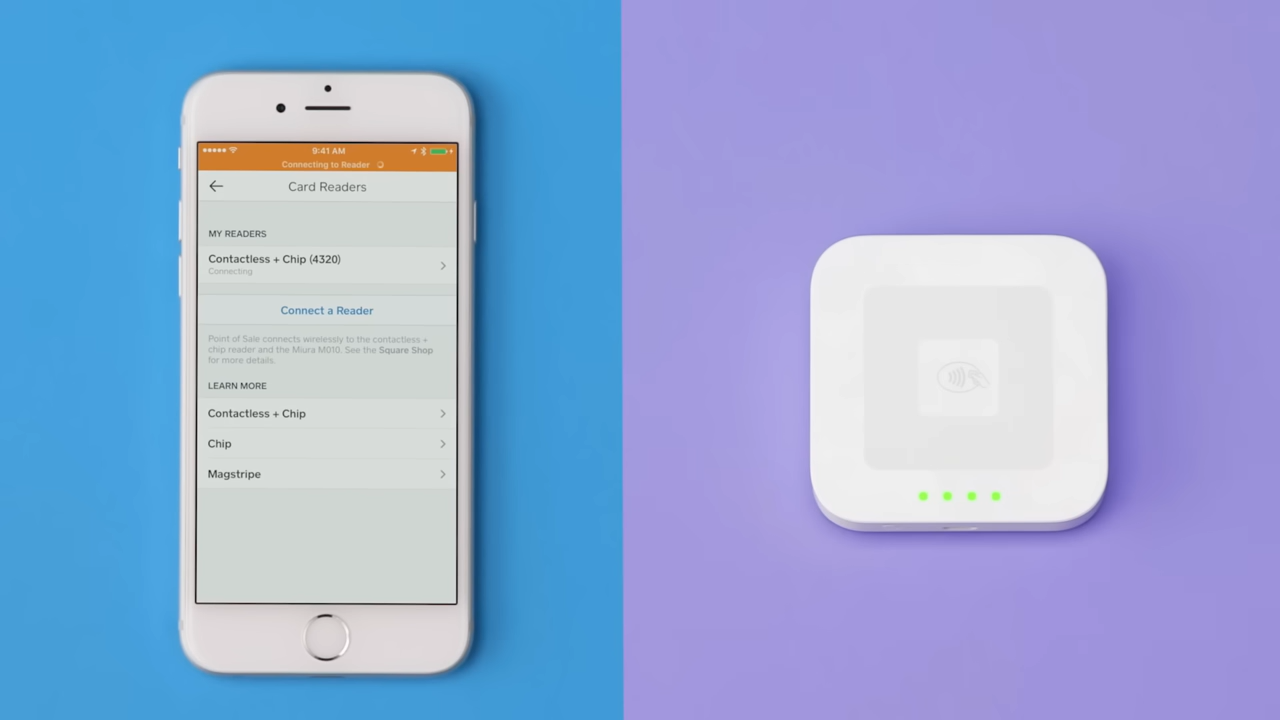 9:41 AM
Connecting to Reader
Card Readers
MY READERS
Contactless + Chip (4320)
Connecting
Connect a Reader
Point of Sale connects wirelessly to the contactless +
chip reader and the Miura M010. See the Square Shop
for more details.
LEARN MORE
Contactless + Chip
Chip
Magstripe